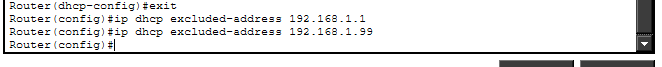 Router(dhcp-config)#exit
Router(config)#ip dhcp excluded-address 192.168.1.1
Router(config)#ip dhcp excluded-address 192.168.1.99
Router(config)#